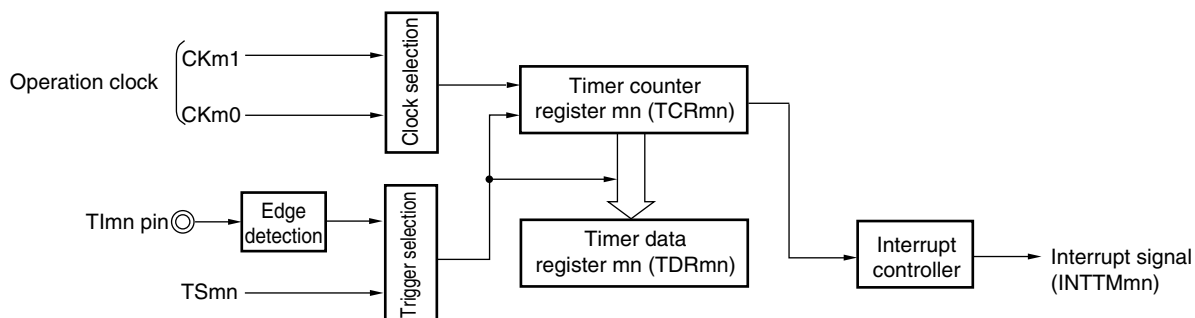 Operation clock
CKm1
CKm0
Clock selection
Timer counter
register mn (TCRmn)
TImn pin
Edge
detection
TSmn
Trigger selection
Timer data
register mn (TDRmn)
Interrupt
controller
Interrupt signal
(INTTMmn)